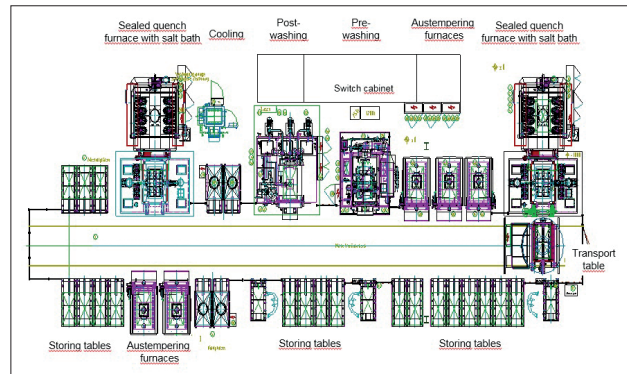 Sealed quench
furnace with salt bath
Cooling
Post-
washing
Pre-
washing
Austempering
furnaces
Sealed quench
furnace with salt bath
Switch cabinet
Transport
table
Storing tables
Austempering
furnaces
Storing tables
Storing tables